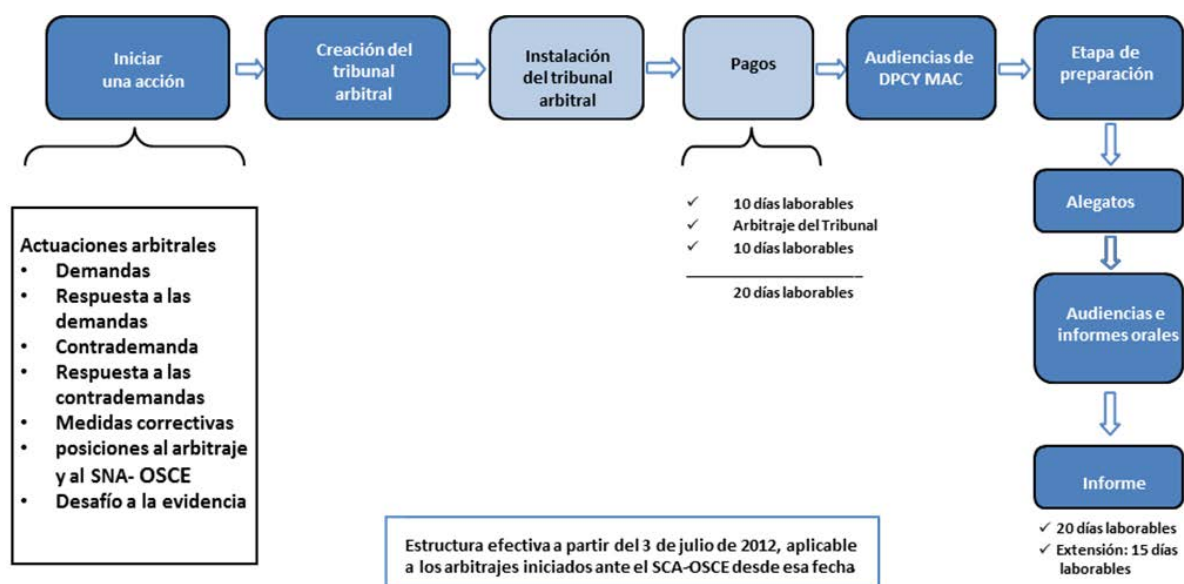 Iniciar
una acción
Creación del
tribunal
arbitral
Instalación
del tribunal
arbitral
Pagos
Audiencias de
DPCY MAC
Etapa de
preparación
Actuaciones arbitrales
• Demandas
• Respuesta a las
demandas
• Contrademanda
• Respuesta a las
contrademandas
• Medidas correctivas
• posiciones al arbitraje
y al SNA- OSCE
• Desafío a la evidencia
✓ 10 días laborables
✓ Arbitraje del Tribunal
✓ 10 días laborables
20 días laborables
Alegatos
Audiencias e
informes orales
Informe
✓ 20 días laborables
✓ Extensión: 15 días
laborables
Estructura efectiva a partir del 3 de julio de 2012, aplicable
a los arbitrajes iniciados ante el SCA-OSCE desde esa fecha